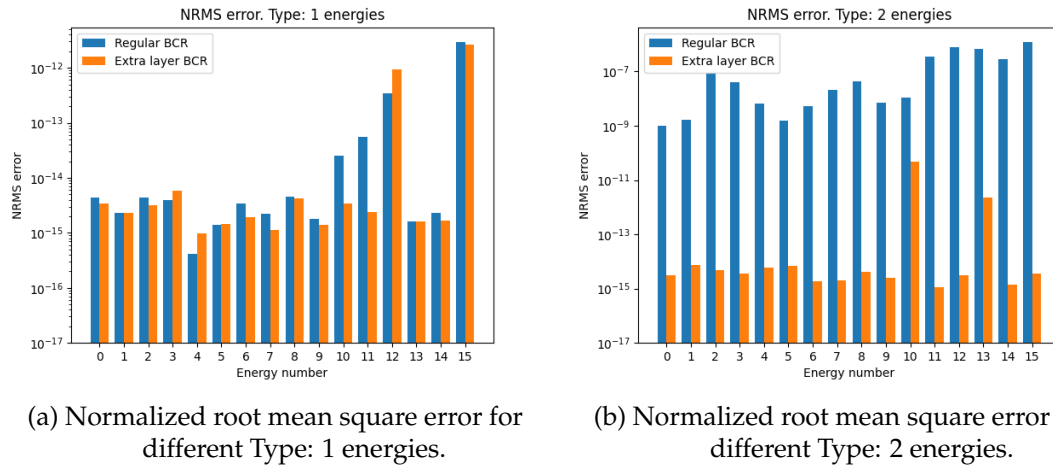 NRMS error. Type: 1 energies
Regular BCR
Extra layer BCR
NRMS error
10⁻¹²
10⁻¹³
10⁻¹⁴
10⁻¹⁵
10⁻¹⁶
10⁻¹⁷
0 1 2 3 4 5 6 7 8 9 10 11 12 13 14 15
Energy number
(a) Normalized root mean square error for
different Type: 1 energies.
NRMS error. Type: 2 energies
Regular BCR
Extra layer BCR
NRMS error
10⁻⁷
10⁻⁹
10⁻¹¹
10⁻¹³
10⁻¹⁵
10⁻¹⁷
0 1 2 3 4 5 6 7 8 9 10 11 12 13 14 15
Energy number
(b) Normalized root mean square error
different Type: 2 energies.